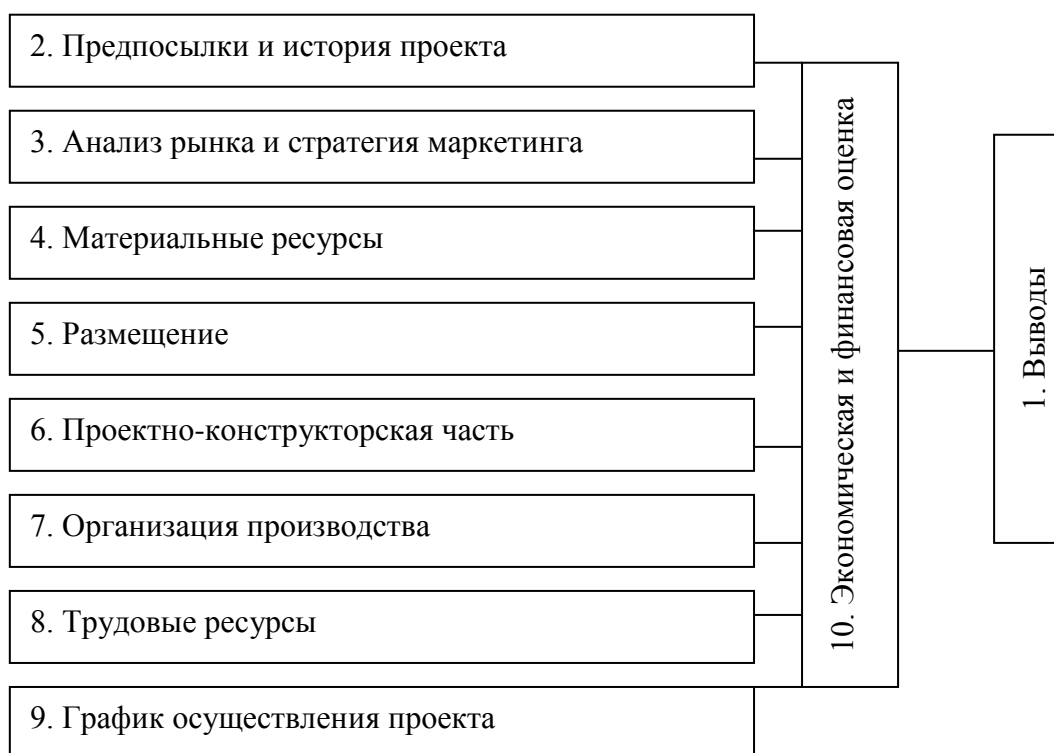 2. Предпосылки и история проекта
3. Анализ рынка и стратегия маркетинга
4. Материальные ресурсы
5. Размещение
6. Проектно-конструкторская часть
7. Организация производства
8. Трудовые ресурсы
9. График осуществления проекта
10. Экономическая и финансовая оценка
1. Выводы